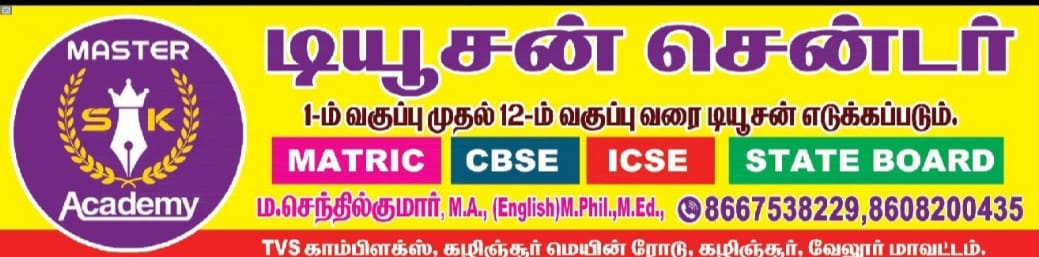 MASTER
S K
Academy
டியூசன் சென்டர்
1-ம் வகுப்பு முதல் 12-ம் வகுப்பு வரை டியூசன் எடுக்கப்படும்.
MATRIC CBSE ICSE STATE BOARD
ம.செந்தில்குமார், M.A., (English)M.Phil.,M.Ed., 8667538229,8608200435
TVS காம்பிளக்ஸ், கழிஞ்சூர் மெயின் ரோடு, கழிஞ்சூர், வேலூர் மாவட்டம்.